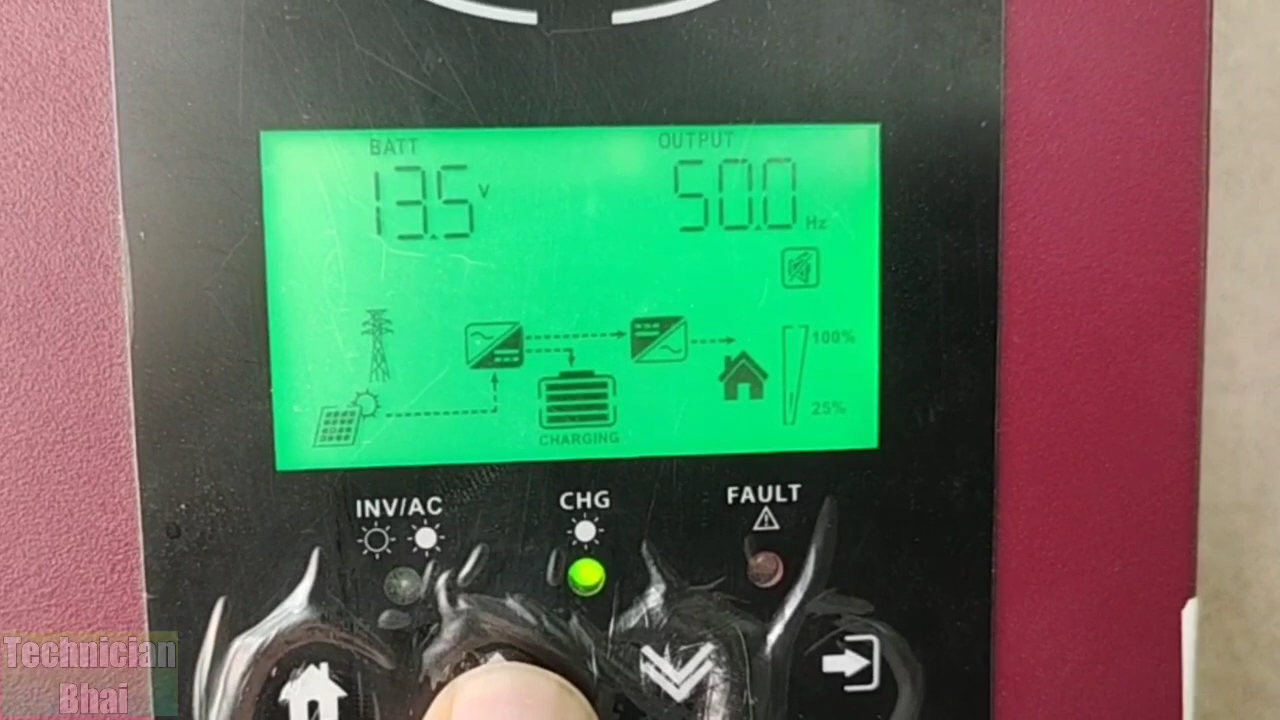 BATT
13.5 V
OUTPUT
50.0 Hz
100%
25%
CHARGING
INV/AC
CHG
FAULT
Technician
Bhai